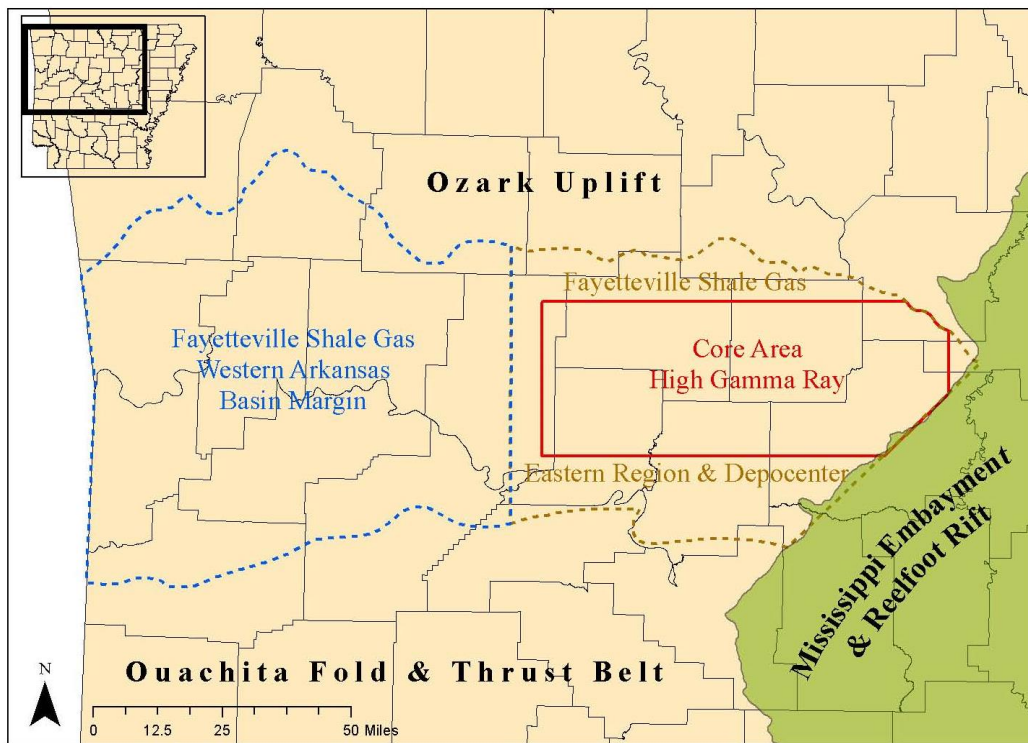 Ozark Uplift
Fayetteville Shale Gas
Fayetteville Shale Gas
Western Arkansas
Basin Margin
Core Area
High Gamma Ray
Eastern Region & Depocenter
Mississippi Embayment
& Reelfoot Rift
Ouachita Fold & Thrust Belt
N
0 12.5 25 50 Miles